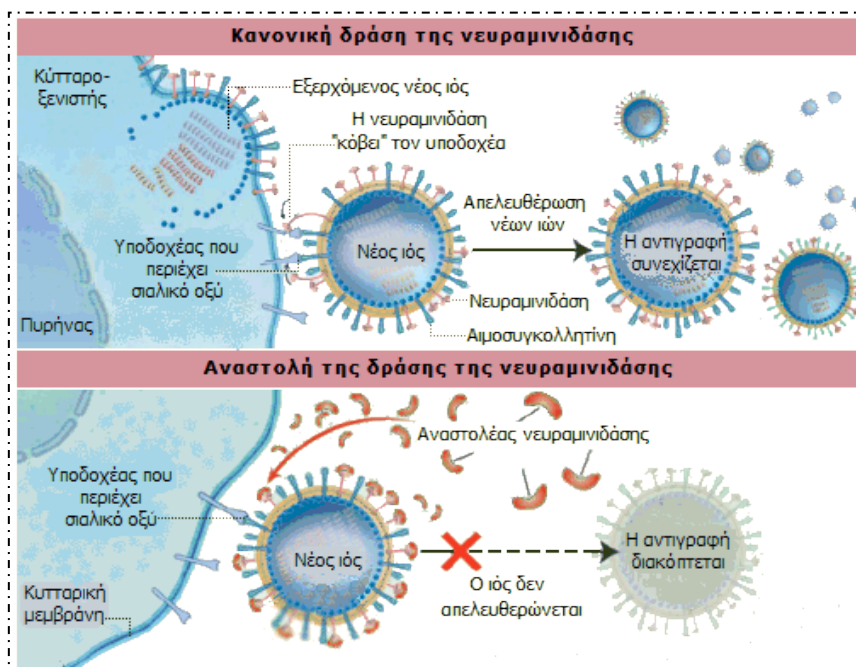 Κανονική δράση της νευραμινιδάσης
Κύτταρο-
ξενιστής
Εξερχόμενος νέος ιός
Η νευραμινιδάση
"κόβει" τον υποδοχέα
Υποδοχέας που
περιέχει
σιαλικό οξύ
Πυρήνας
Νέος ιός
Απελευθέρωση
νέων ιών
Η αντιγραφή
συνεχίζεται
Νευραμινιδάση
Αιμοσυγκολλητίνη
Αναστολή της δράσης της νευραμινιδάσης
Αναστολέας νευραμινιδάσης
Υποδοχέας που
περιέχει
σιαλικό οξύ
Νέος ιός
Η αντιγραφή
διακόπτεται
Ο ιός δεν
απελευθερώνεται
Κυτταρική
μεμβράνη